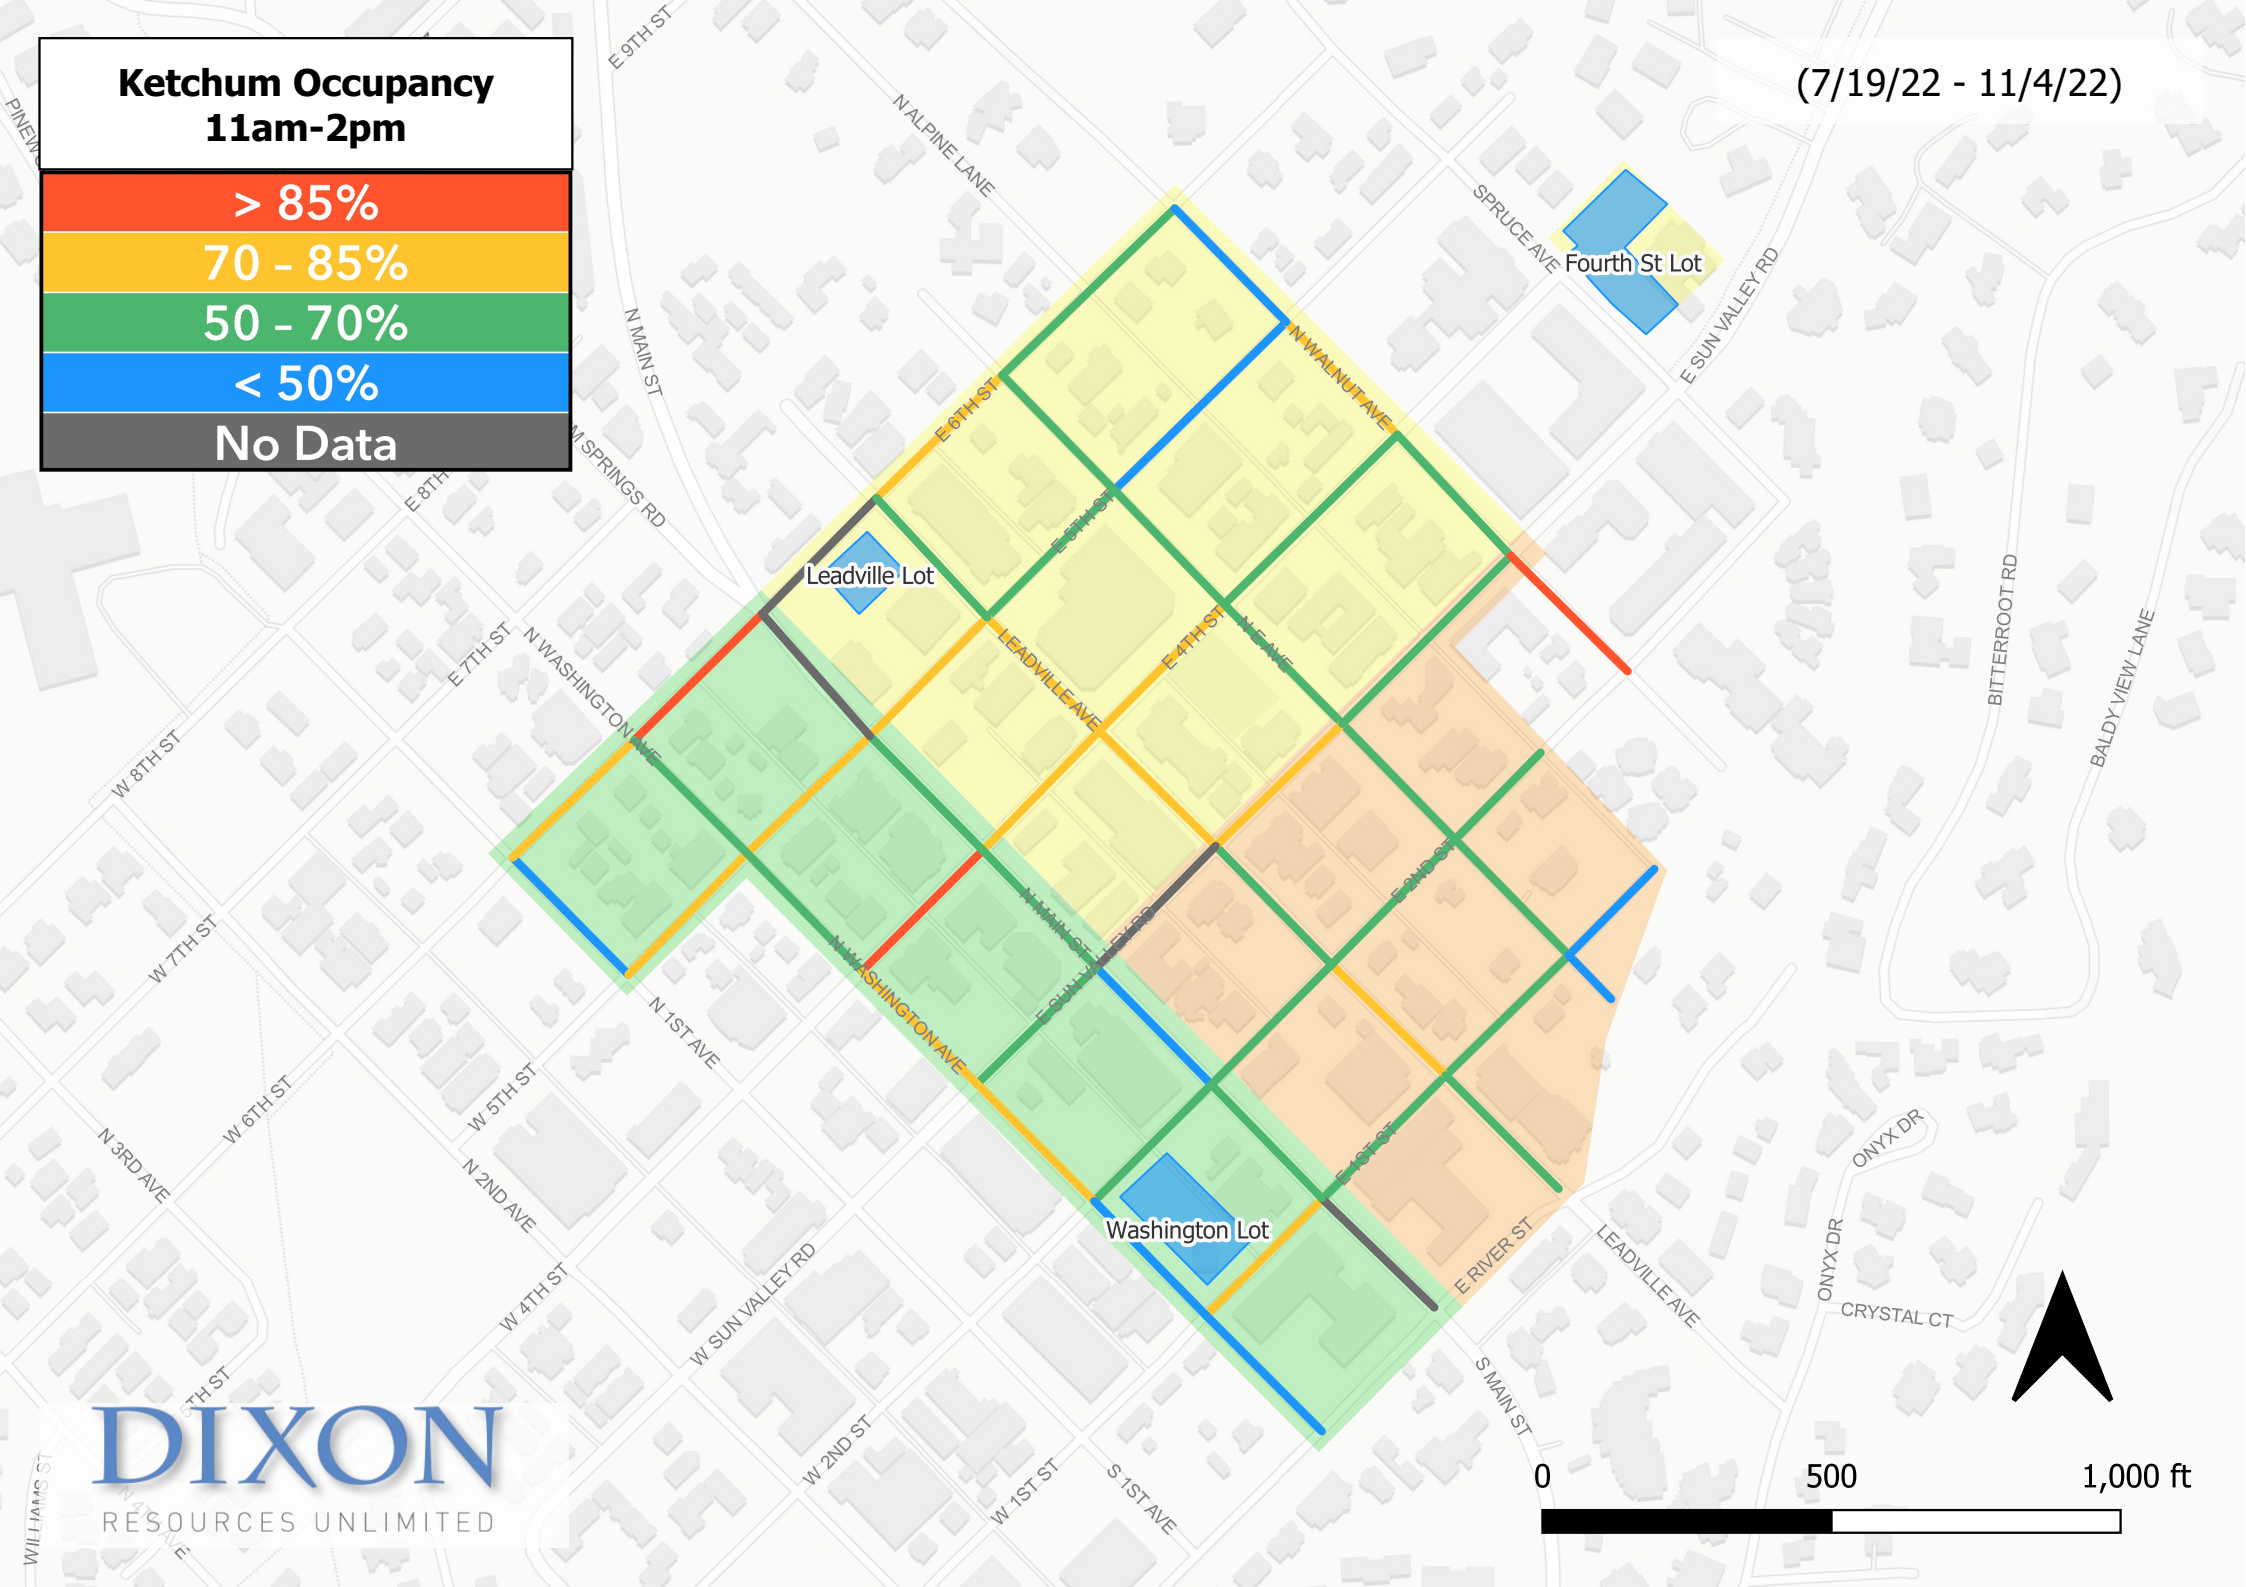 Ketchum Occupancy
11am-2pm
> 85%
70 - 85%
50 - 70%
< 50%
No Data
(7/19/22 - 11/4/22)
E 9TH ST
N ALPINE LANE
SPRUCE AVE
Fourth St Lot
E SUN VALLEY RD
N MAIN ST
N WALNUT AVE
E 6TH ST
M SPRINGS RD
E 8TH
E 5TH ST
Leadville Lot
E 7TH ST
N WASHINGTON AVE
LEADVILLE AVE
E 4TH ST
N E AVE
BITTERROOT RD
BALDY VIEW LANE
W 8TH ST
E 2ND ST
N MAIN ST
E SUN VALLEY RD
W 7TH ST
N WASHINGTON AVE
N 1ST AVE
W 5TH ST
W 6TH ST
N 3RD AVE
N 2ND AVE
E 1ST ST
ONYX DR
Washington Lot
E RIVER ST
LEADVILLE AVE
ONYX DR
CRYSTAL CT
W 4TH ST
W SUN VALLEY RD
S MAIN ST
5TH ST
W 2ND ST
W 1ST ST
S 1ST AVE
WILLIAMS ST
N 4TH AVE
DIXON
RESOURCES UNLIMITED
0 500 1,000 ft